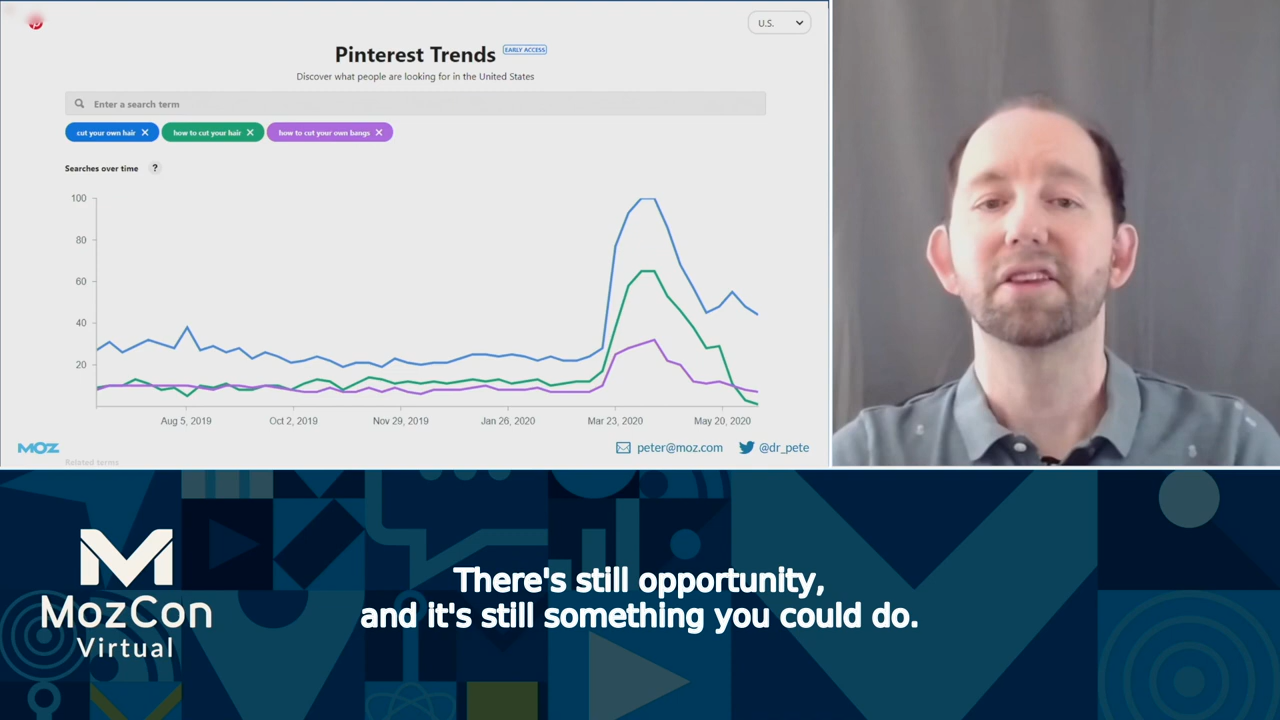 U.S.
Pinterest Trends EARLY ACCESS
Discover what people are looking for in the United States
Enter a search term
cut your own hair X how to cut your hair X how to cut your own bangs X
Searches over time ?
100
80
60
40
20
Aug 5, 2019 Oct 2, 2019 Nov 29, 2019 Jan 26, 2020 Mar 23, 2020 May 20, 2020
MOZ peter@moz.com @dr_pete
Related terms
There's still opportunity,
and it's still something you could do.
M
MozCon
Virtual